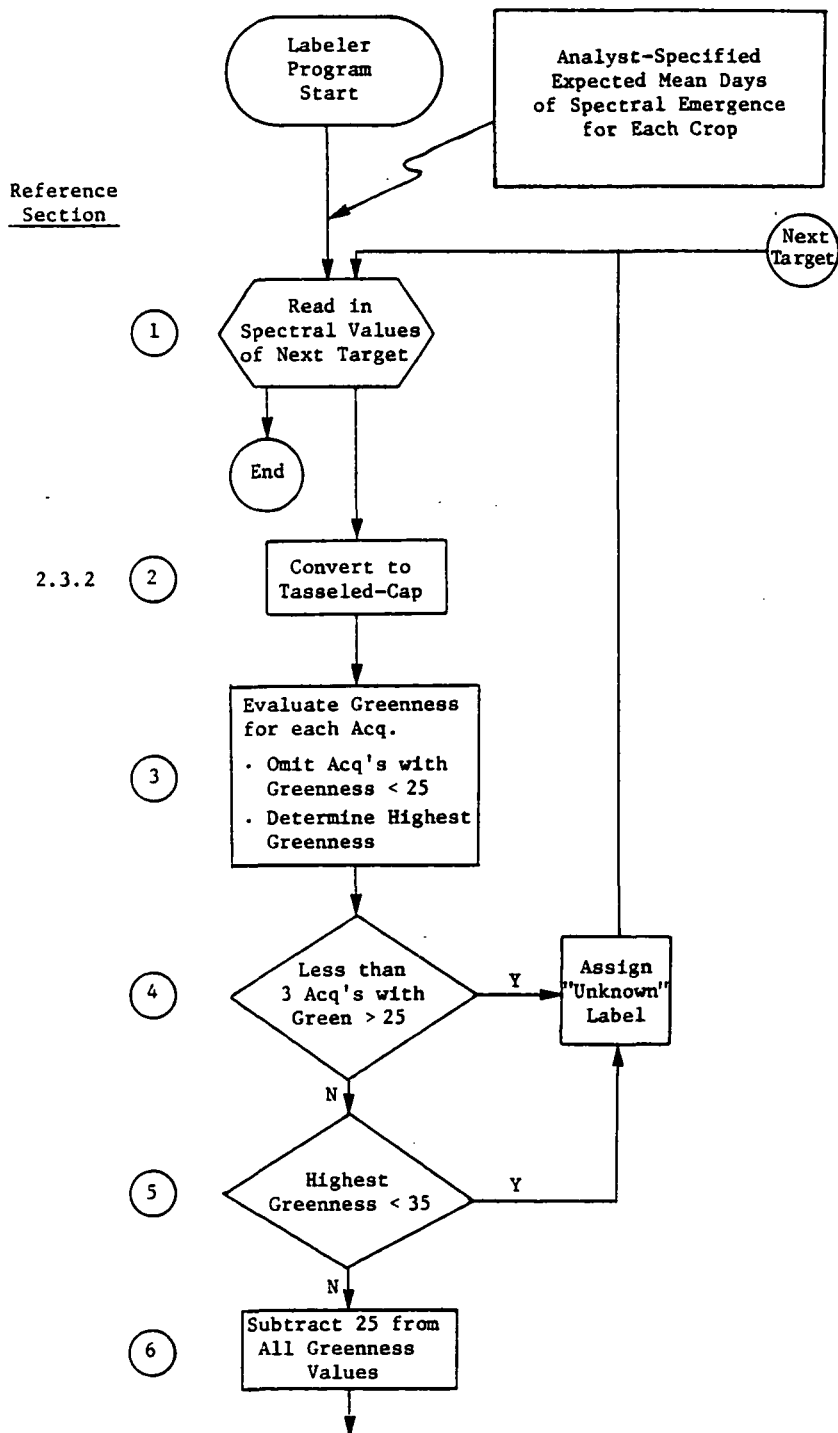 Labeler
Program
Start
Analyst-Specified
Expected Mean Days
of Spectral Emergence
for Each Crop
Reference
Section
Next
Target
1
Read in
Spectral Values
of Next Target
End
2.3.2
2
Convert to
Tasseled-Cap
3
Evaluate Greenness
for each Acq.
· Omit Acq's with
Greenness < 25
· Determine Highest
Greenness
4
Less than
3 Acq's with
Green > 25
Y
Assign
"Unknown"
Label
N
5
Highest
Greenness < 35
Y
N
6
Subtract 25 from
All Greenness
Values